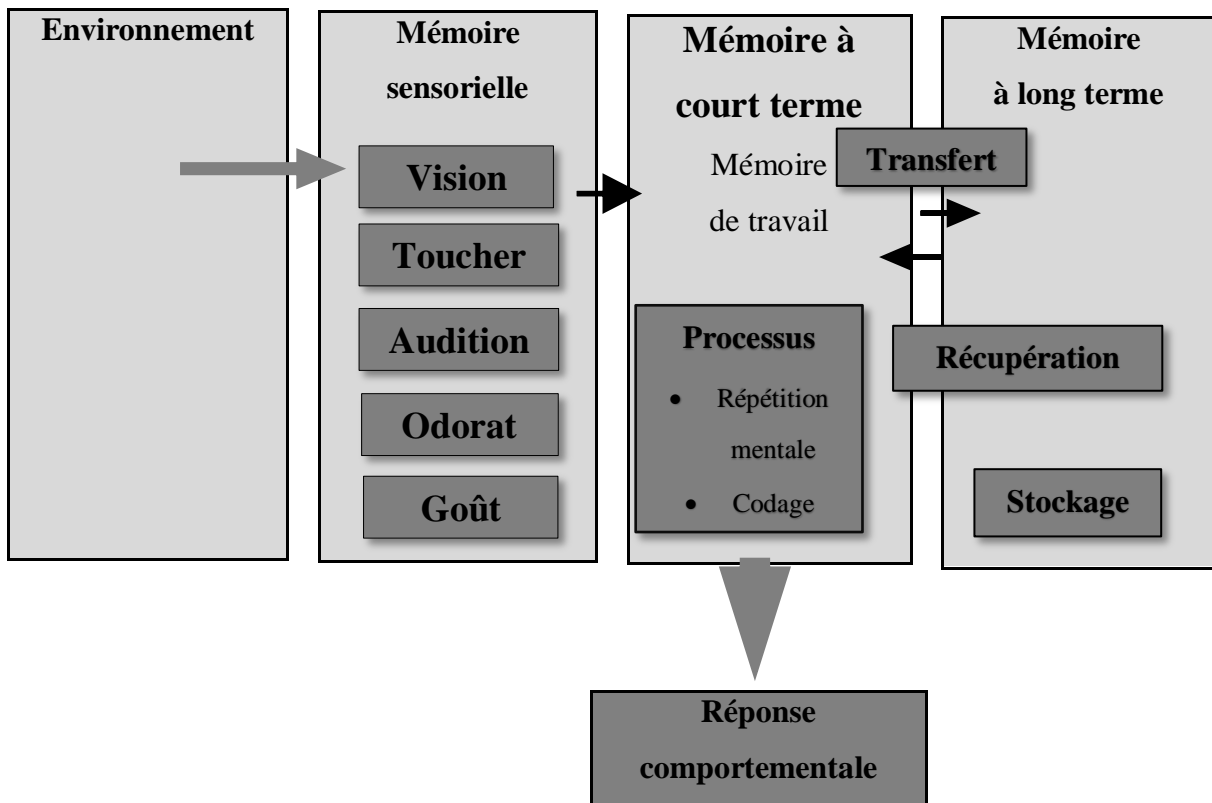 Environnement
Mémoire
sensorielle
Vision
Toucher
Audition
Odorat
Goût
Mémoire à
court terme
Mémoire
de travail
Processus
• Répétition
mentale
• Codage
Transfert
Récupération
Mémoire
à long terme
Stockage
Réponse
comportementale